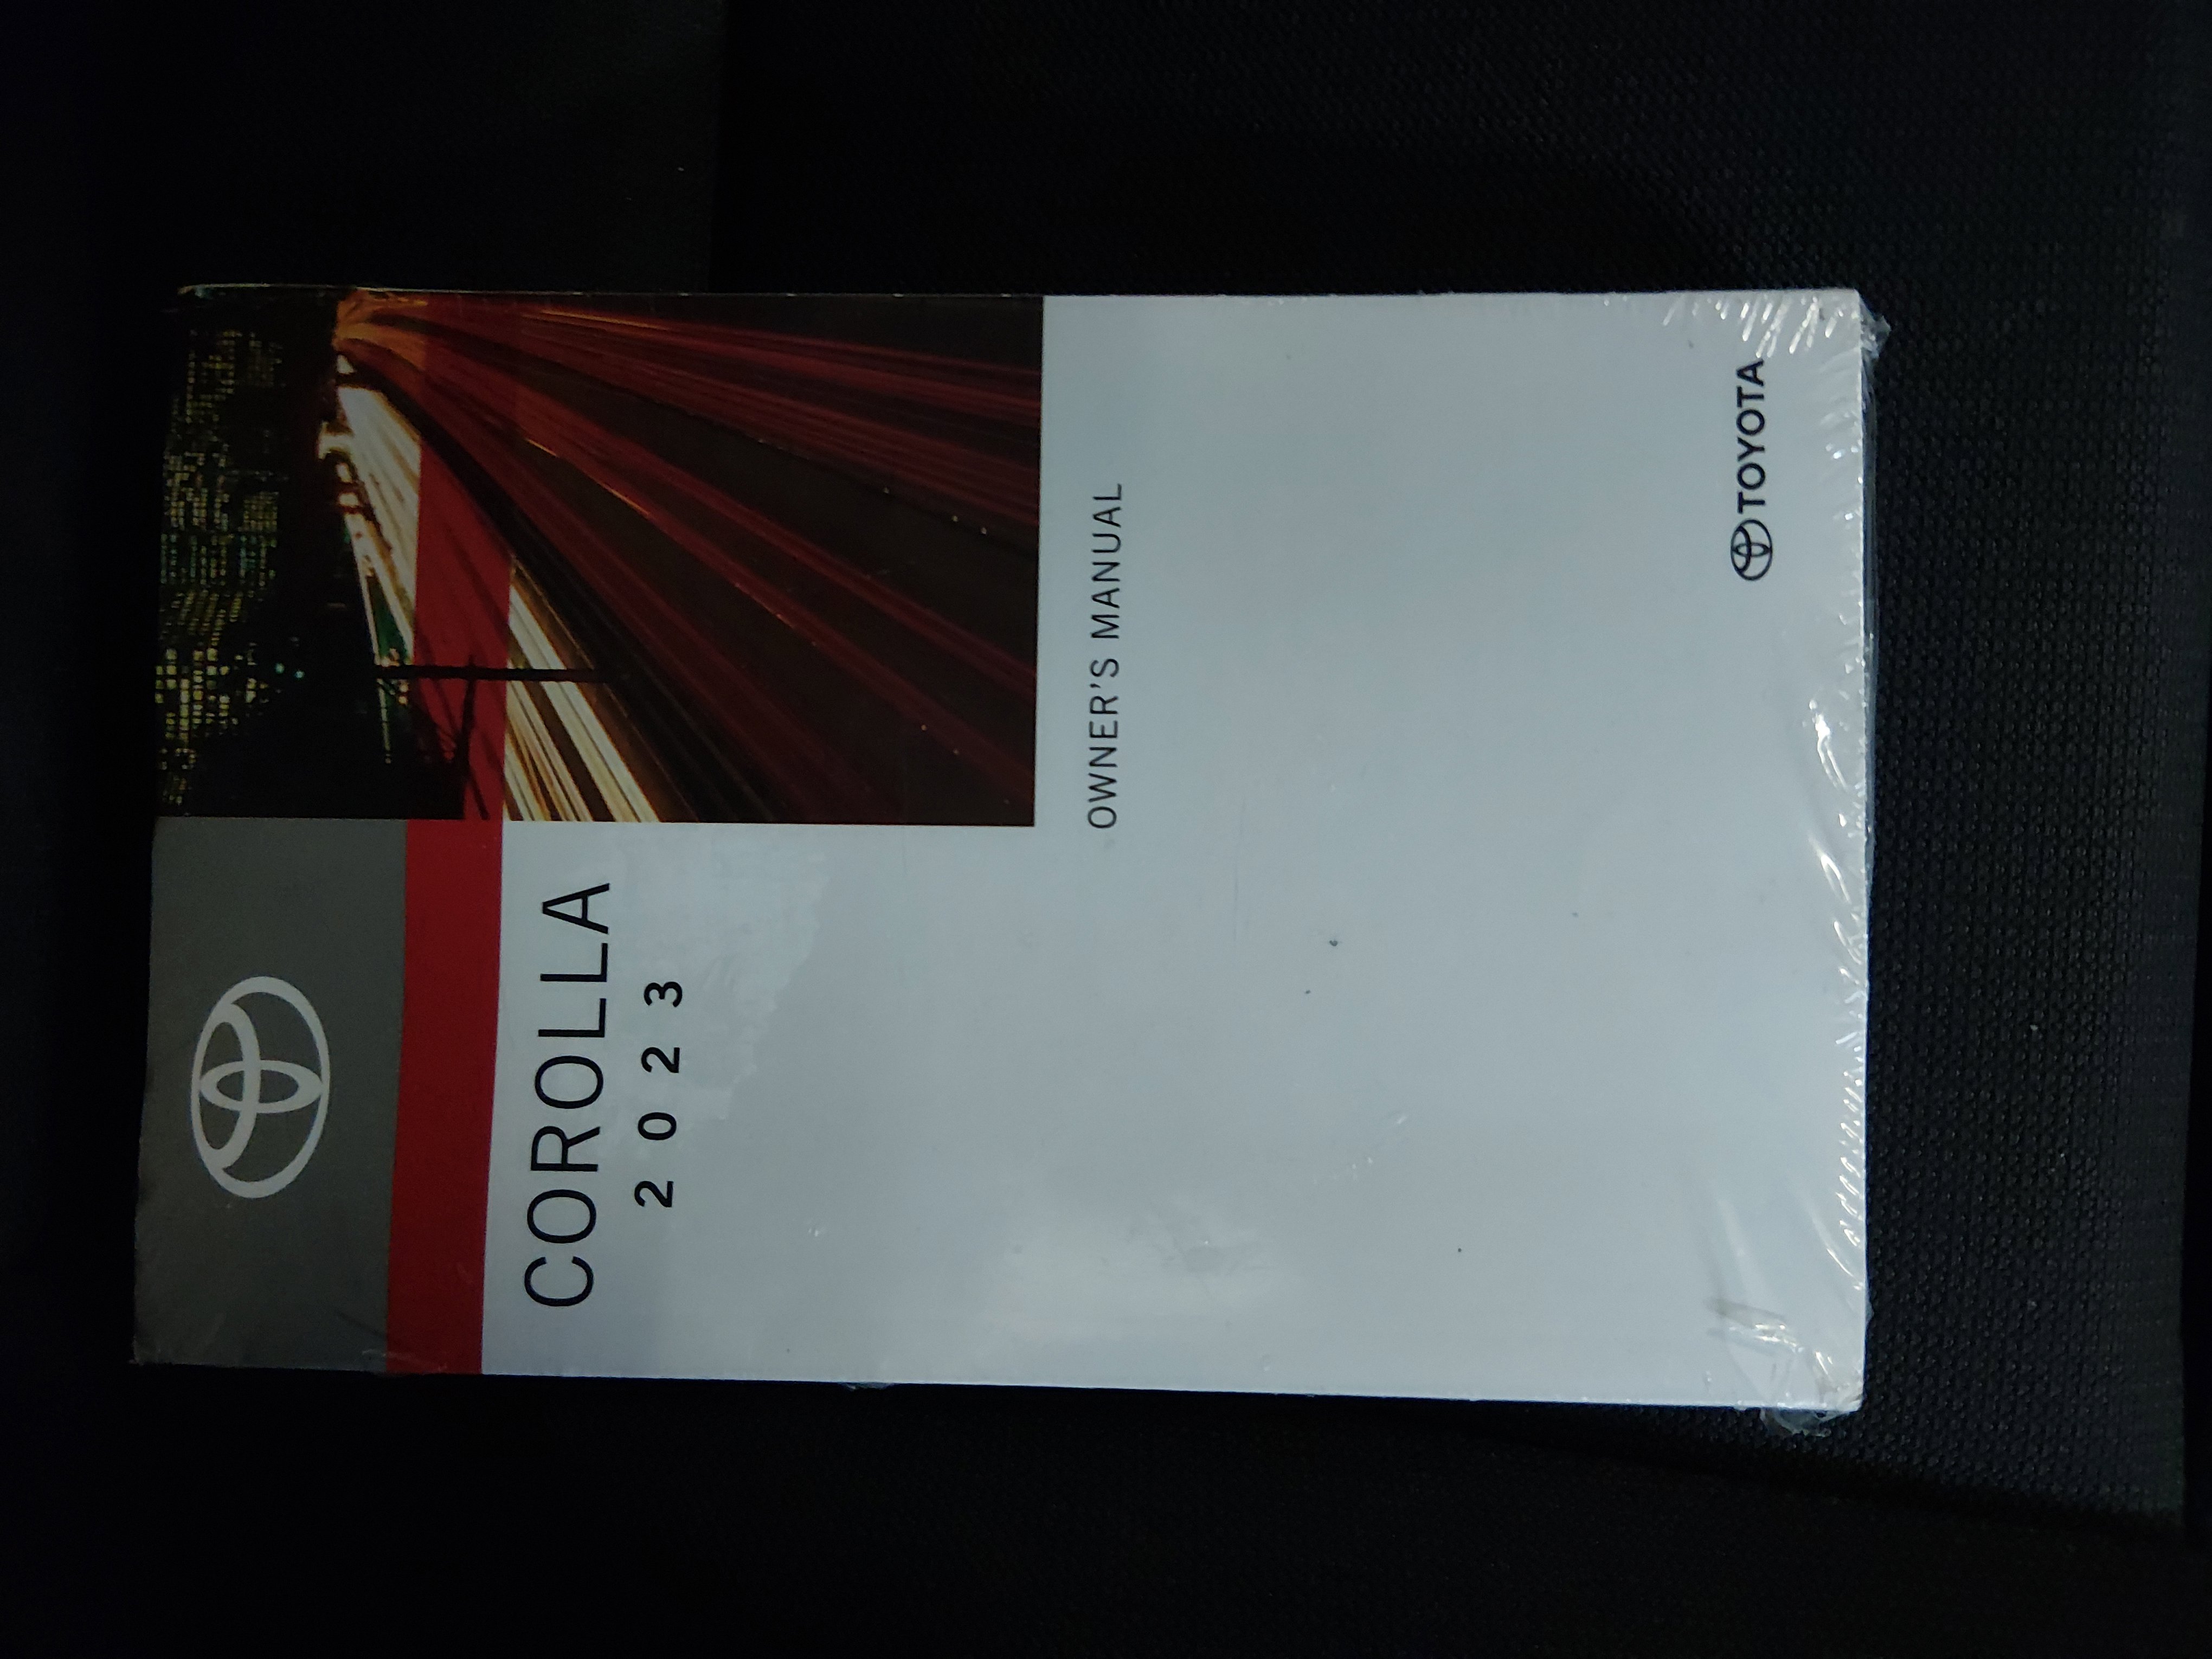 COROLLA
2023
OWNER'S MANUAL
TOYOTA